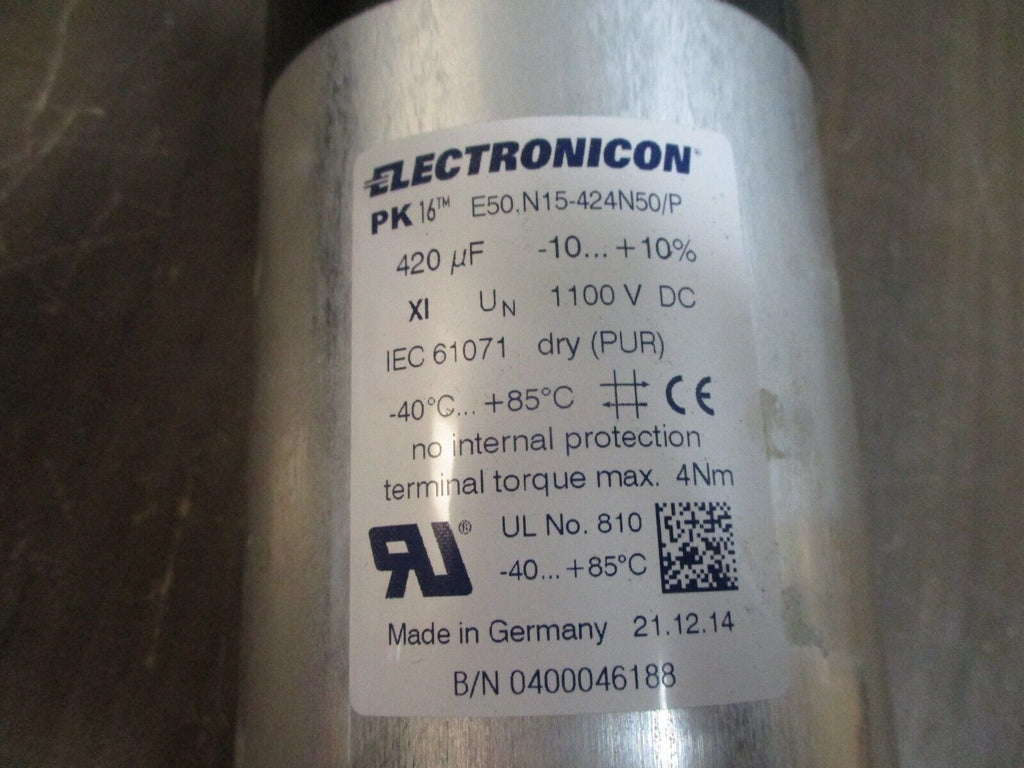 ELECTRONICON
PK 16™ E50.N15-424N50/P
420 µF -10... +10%
XI UN 1100 V DC
IEC 61071 dry (PUR)
-40°C... +85°C CE
no internal protection
terminal torque max. 4Nm
RU® UL No. 810
-40... +85°C
Made in Germany 21.12.14
B/N 0400046188